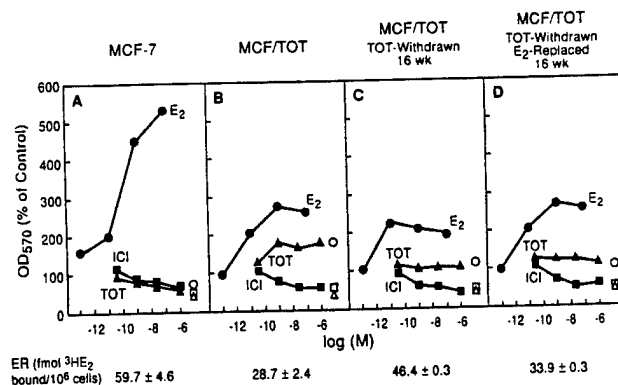 MCF-7
MCF/TOT
MCF/TOT
TOT-Withdrawn
16 wk
MCF/TOT
TOT-Withdrawn
E2-Replaced
16 wk
OD570 (% of Control)
600
500
400
300
200
100
0
A
E2
ICI
TOT
B
E2
TOT
ICI
C
E2
TOT
ICI
D
E2
TOT
ICI
-12 -10 -8 -6
-12 -10 -8 -6
-12 -10 -8 -6
-12 -10 -8 -6
log (M)
ER (fmol 3HE2
bound/10^6 cells)
59.7 ± 4.6
28.7 ± 2.4
46.4 ± 0.3
33.9 ± 0.3